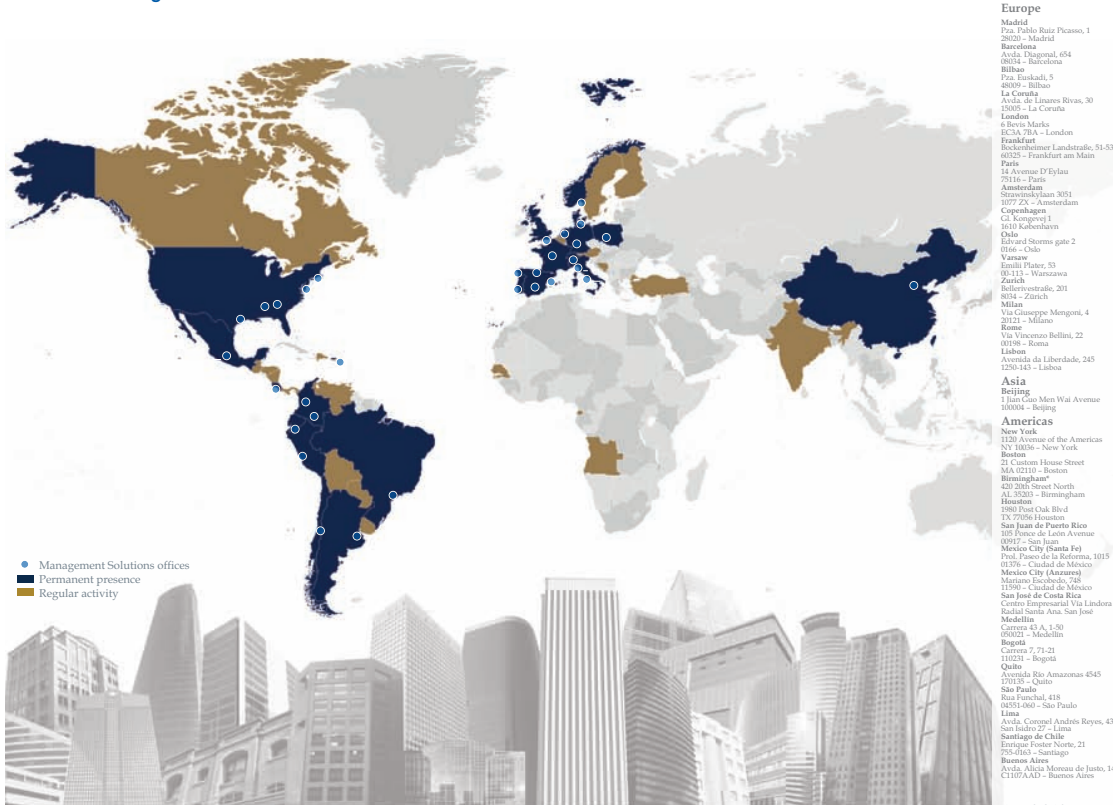 Management Solutions offices
Permanent presence
Regular activity
Europe
Madrid
Pza. Pablo Ruiz Picasso, 1
28020 – Madrid
Barcelona
Avda. Diagonal, 654
08034 – Barcelona
Bilbao
Pza. Euskadi, 5
48009 – Bilbao
La Coruña
Avda. de Linares Rivas, 30
15005 – La Coruña
London
6 Bevis Marks
EC3A 7BA – London
Frankfurt
Bockenheimer Landstraße, 51-53
60325 – Frankfurt am Main
Paris
14 Avenue D'Eylau
75116 – Paris
Amsterdam
Strawinskylaan 3051
1077 ZX – Amsterdam
Copenhagen
Gl. Kongevej 1
1610 København
Oslo
Edvard Storms gate 2
0166 – Oslo
Varsaw
Emilii Plater, 53
00-113 – Warszawa
Zurich
Bellerivestraße, 201
8034 – Zürich
Milan
Via Giuseppe Mengoni, 4
20121 – Milano
Rome
Via Vincenzo Bellini, 22
00198 – Roma
Lisbon
Avenida da Liberdade, 245
1250-143 – Lisboa
Asia
Beijing
1 Jian Guo Men Wai Avenue
100004 – Beijing
Americas
New York
1120 Avenue of the Americas
NY 10036 – New York
Boston
21 Custom House Street
MA 02110 – Boston
Birmingham*
420 20th Street North
AL 35203 – Birmingham
Houston
1980 Post Oak Blvd
TX 77056 Houston
San Juan de Puerto Rico
105 Ponce de León Avenue
00917 – San Juan
Mexico City (Santa Fe)
Prol. Paseo de la Reforma, 1015
01376 – Ciudad de México
Mexico City (Anzures)
Mariano Escobedo, 748
11590 – Ciudad de México
San José de Costa Rica
Centro Empresarial Vía Lindora
Radial Santa Ana. San José
Medellín
Carrera 43 A, 1-50
050021 – Medellín
Bogotá
Carrera 7, 71-21
110231 – Bogotá
Quito
Avenida Río Amazonas 4545
170135 – Quito
São Paulo
Rua Funchal, 418
04551-060 – São Paulo
Lima
Avda. Coronel Andrés Reyes,
San Isidro 27 – Lima
Santiago de Chile
Enrique Foster Norte, 21
755-0163 – Santiago
Buenos Aires
Avda. Alicia Moreau de Justo,
C1107AAD – Buenos Aires